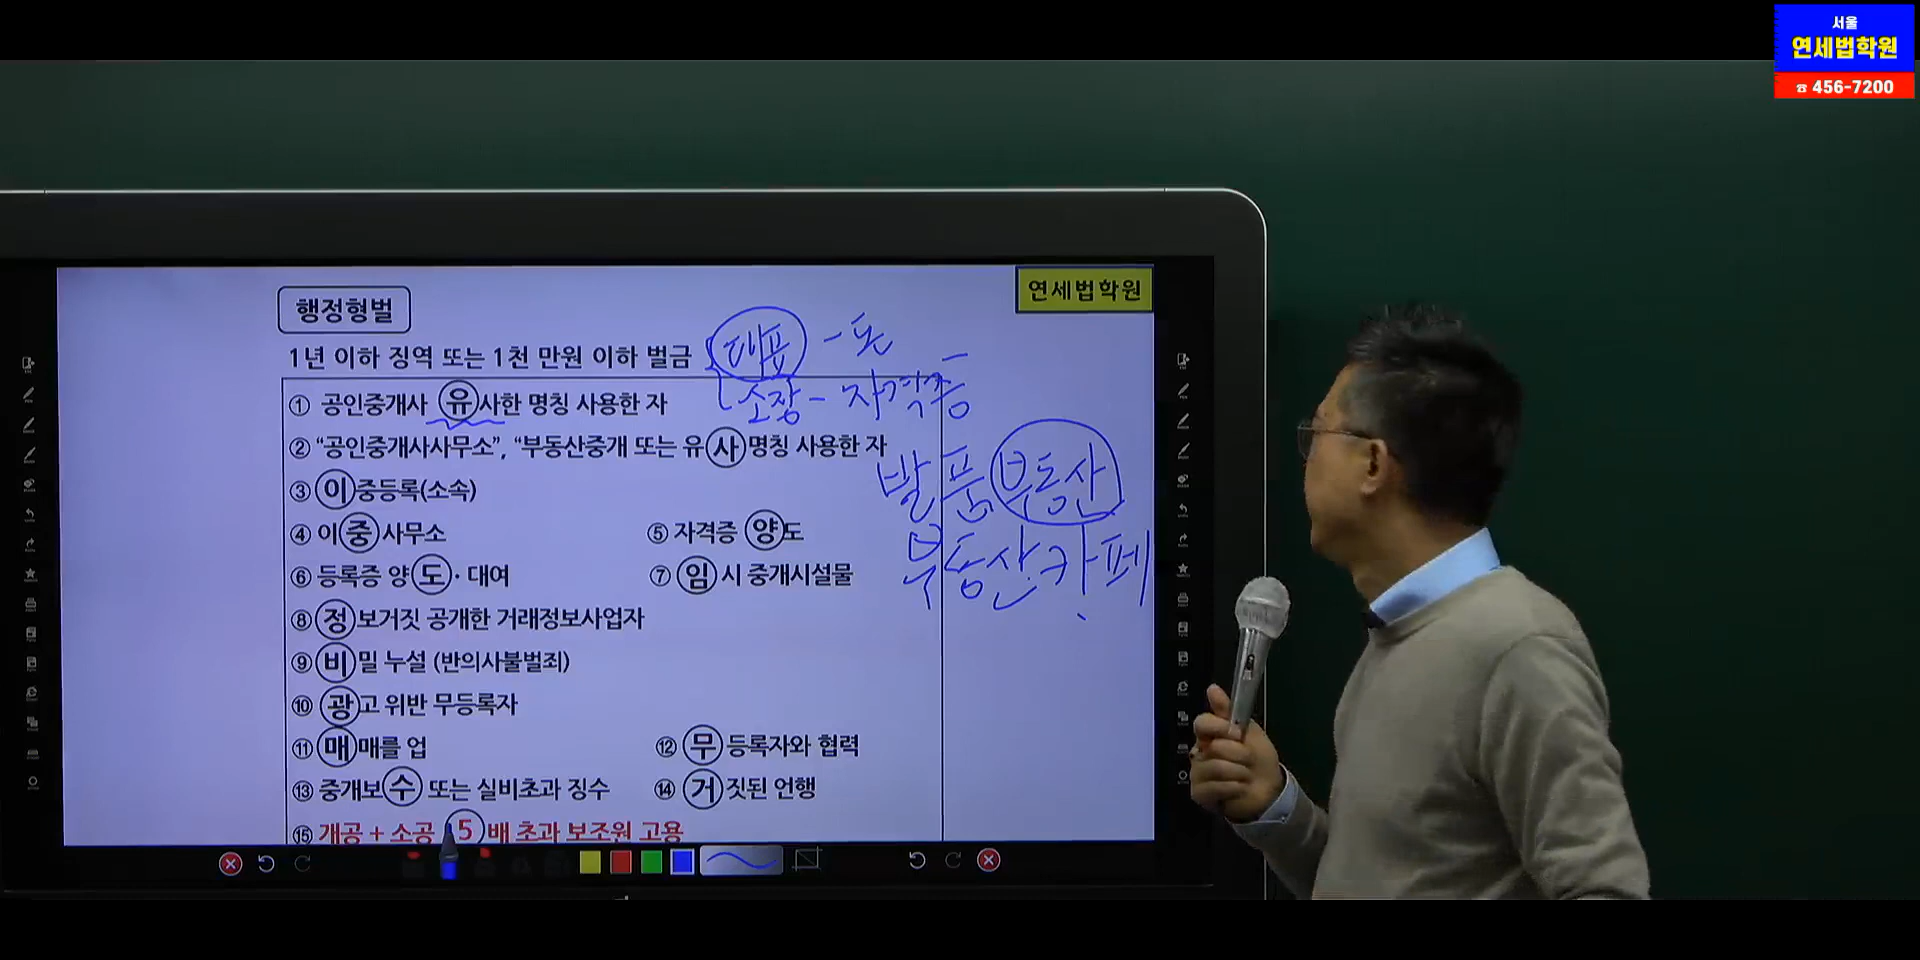 서울
연세법학원
☎ 456-7200
연세법학원
행정형벌
1년 이하 징역 또는 1천 만원 이하 벌금
대표 - 돈
소장 - 자격증
① 공인중개사 유사한 명칭 사용한 자
② “공인중개사사무소”, “부동산중개 또는 유사명칭 사용한 자
발품부동산
③ 이중등록(소속)
④ 이중사무소 ⑤ 자격증 양도
부동산카페
⑥ 등록증 양도·대여 ⑦ 임시 중개시설물
⑧ 정보거짓 공개한 거래정보사업자
⑨ 비밀 누설 (반의사불벌죄)
⑩ 광고 위반 무등록자
⑪ 매매를 업 ⑫ 무등록자와 협력
⑬ 중개보수 또는 실비초과 징수 ⑭ 거짓된 언행
⑮ 개공 + 소공 5배 초과 보조원 고용